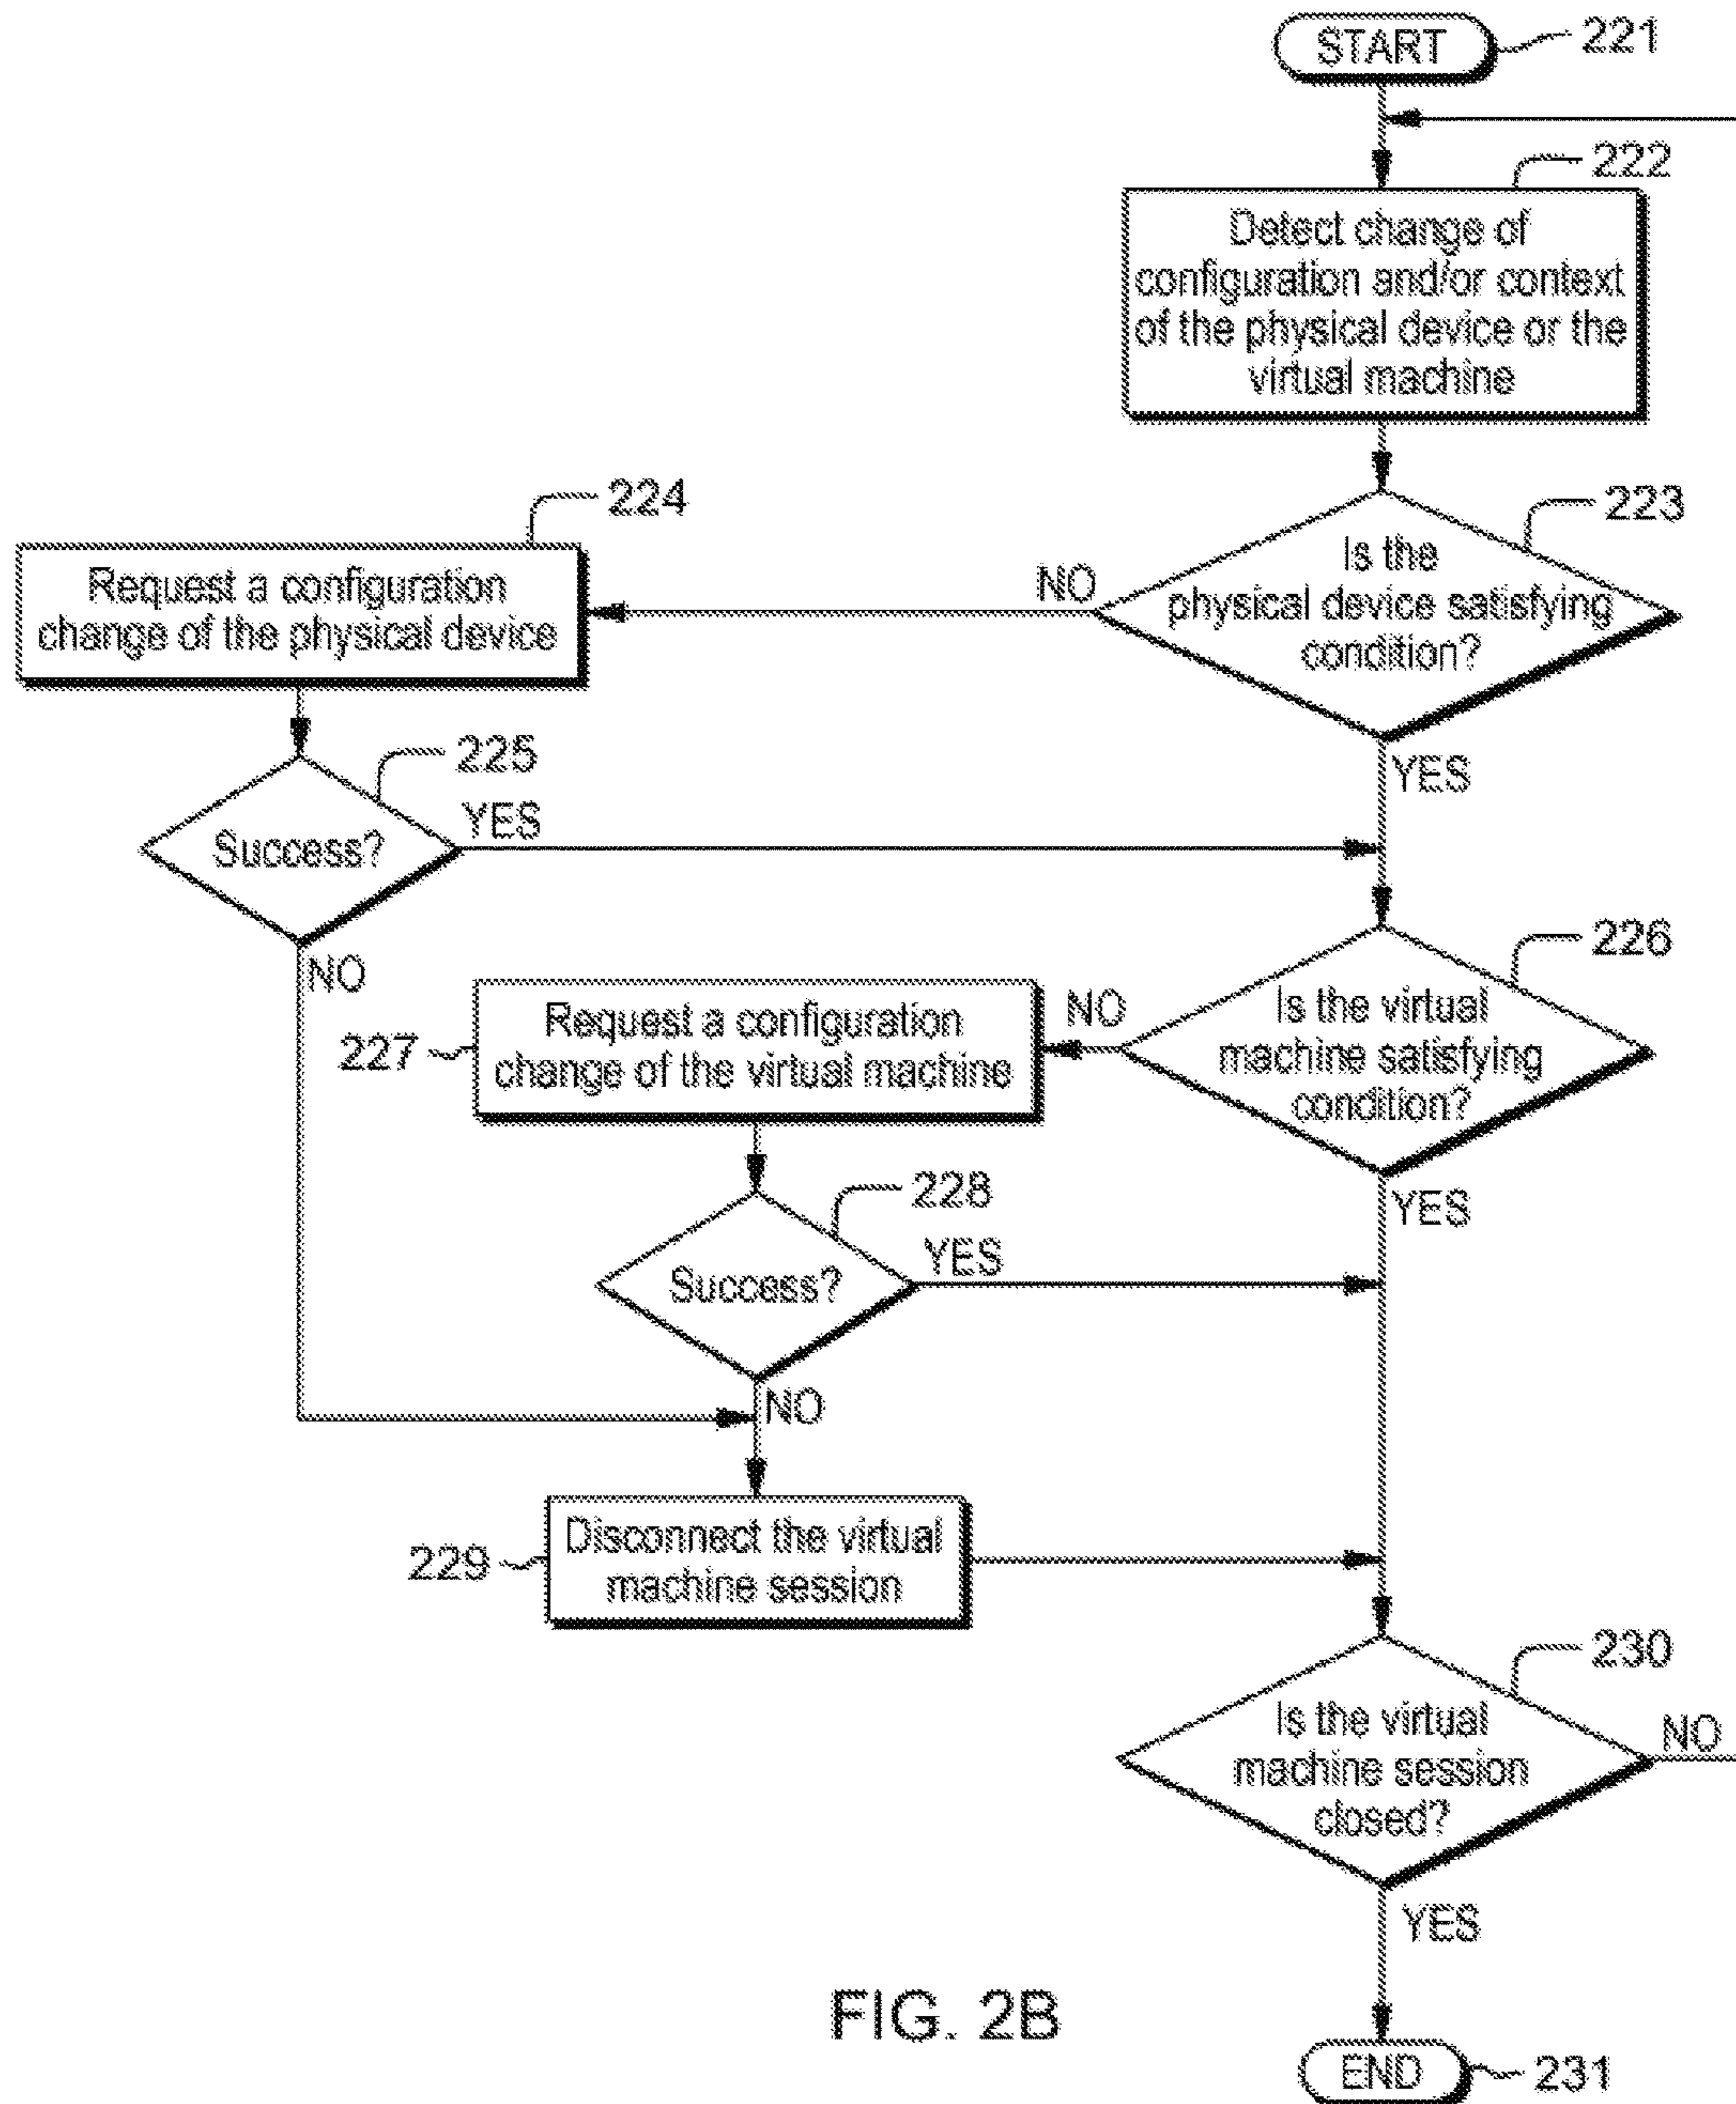 START
221
222
Detect change of
configuration and/or context
of the physical device or the
virtual machine
223
Is the
physical device satisfying
condition?
NO
YES
224
Request a configuration
change of the physical device
225
Success?
YES
NO
226
Is the virtual
machine satisfying
condition?
NO
YES
227
Request a configuration
change of the virtual machine
228
Success?
YES
NO
229
Disconnect the virtual
machine session
230
Is the virtual
machine session
closed?
NO
YES
END
231
FIG. 2B